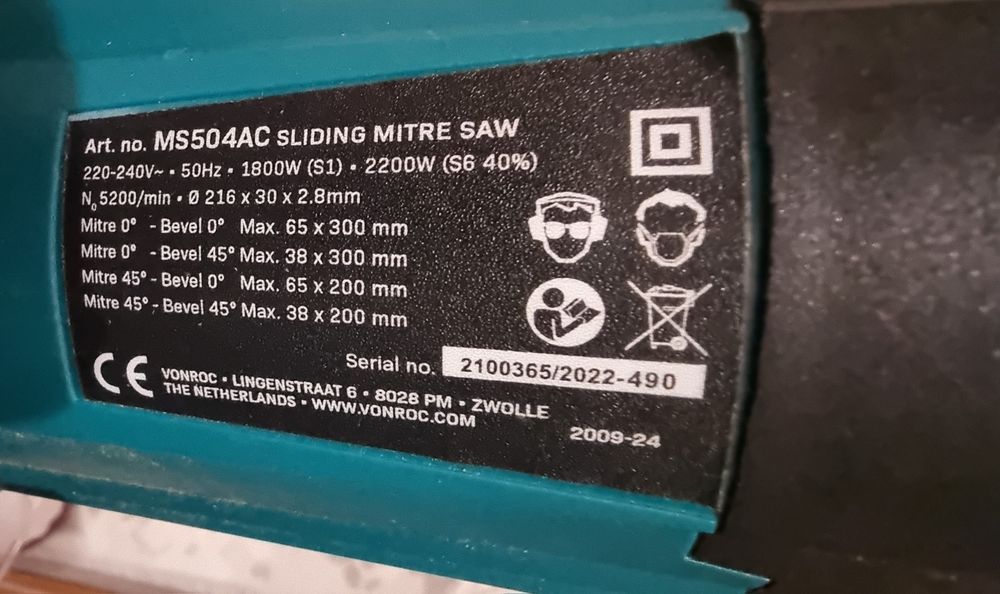 Art. no. MS504AC SLIDING MITRE SAW
220-240V~ • 50Hz • 1800W (S1) • 2200W (S6 40%)
N₀ 5200/min • Ø 216 x 30 x 2.8mm
Mitre 0° - Bevel 0° Max. 65 x 300 mm
Mitre 0° - Bevel 45° Max. 38 x 300 mm
Mitre 45° - Bevel 0° Max. 65 x 200 mm
Mitre 45° - Bevel 45° Max. 38 x 200 mm
Serial no. 2100365/2022-490
CE VONROC • LINGENSTRAAT 6 • 8028 PM • ZWOLLE
THE NETHERLANDS • WWW.VONROC.COM
2009-24